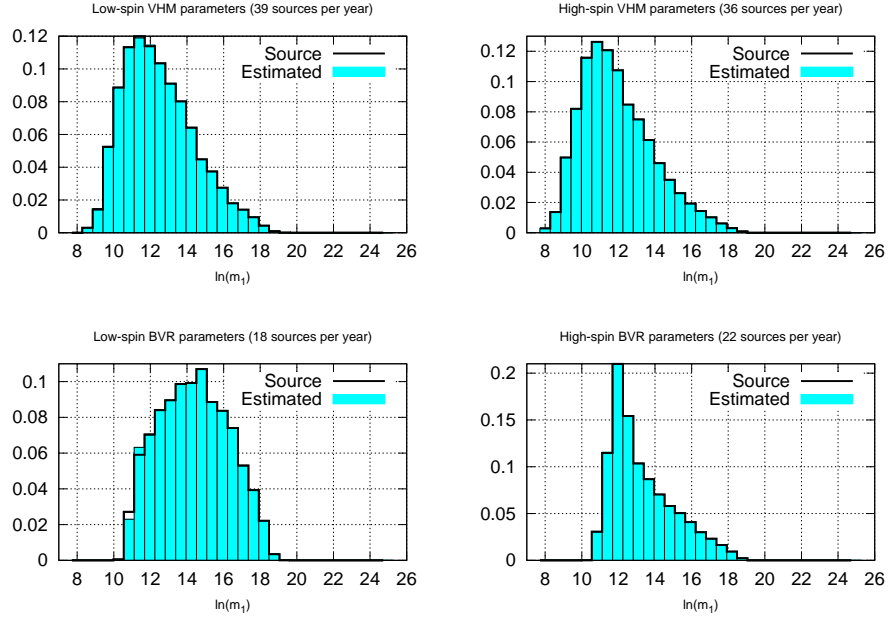 Low-spin VHM parameters (39 sources per year)
0.12
0.1
0.08
0.06
0.04
0.02
0
Source
Estimated
8 10 12 14 16 18 20 22 24 26
ln(m1)
High-spin VHM parameters (36 sources per year)
0.12
0.1
0.08
0.06
0.04
0.02
0
Source
Estimated
8 10 12 14 16 18 20 22 24 26
ln(m1)
Low-spin BVR parameters (18 sources per year)
0.1
0.08
0.06
0.04
0.02
0
Source
Estimated
8 10 12 14 16 18 20 22 24 26
ln(m1)
High-spin BVR parameters (22 sources per year)
0.2
0.15
0.1
0.05
0
Source
Estimated
8 10 12 14 16 18 20 22 24 26
ln(m1)